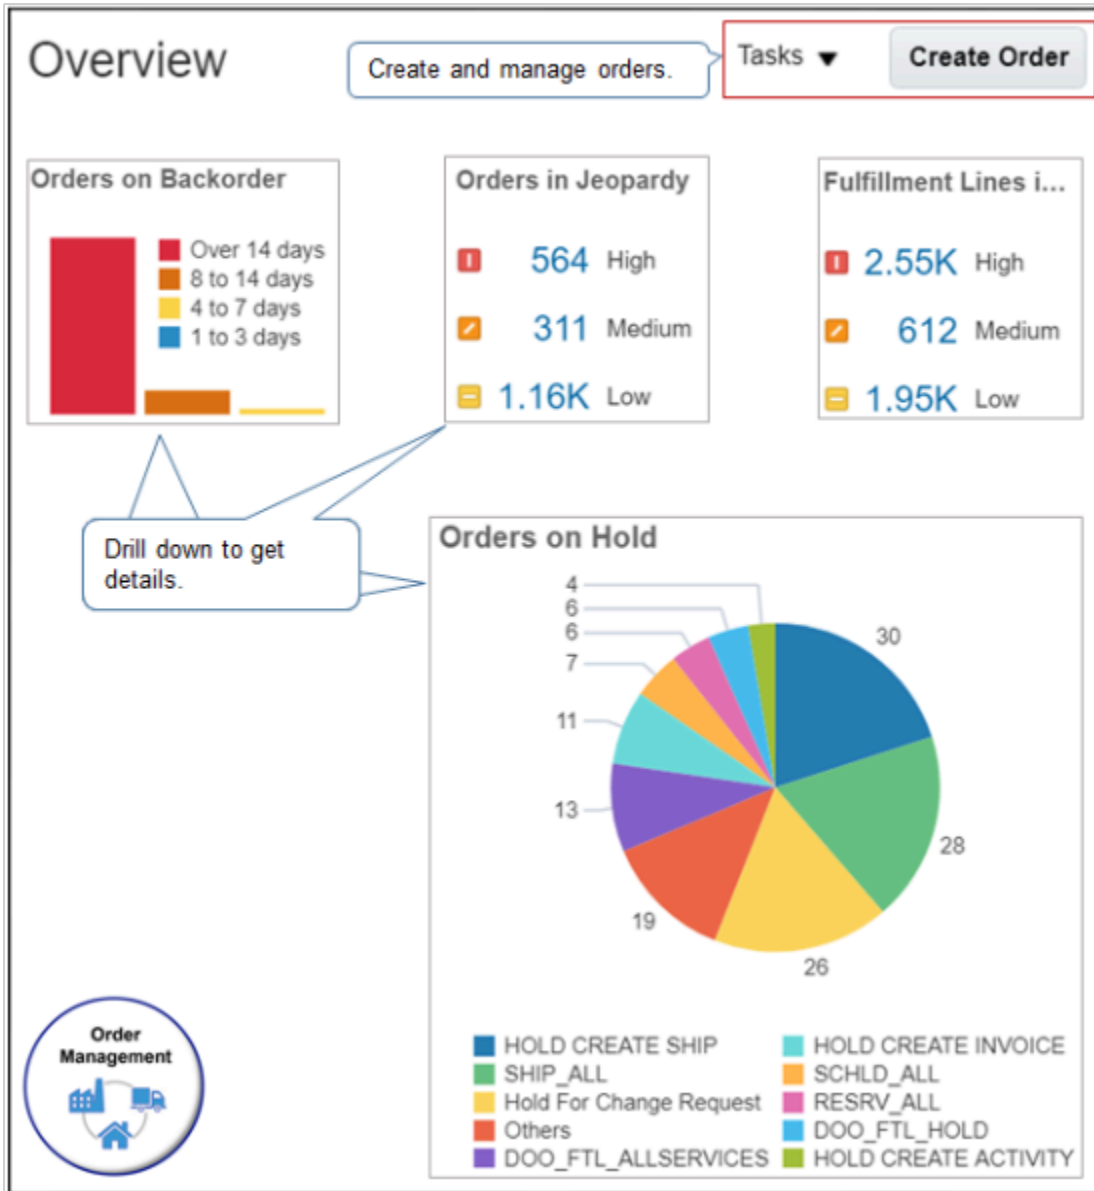 Overview
Create and manage orders.
Tasks
Create Order
Orders on Backorder
Over 14 days
8 to 14 days
4 to 7 days
1 to 3 days
Orders in Jeopardy
564 High
311 Medium
1.16K Low
Fulfillment Lines i...
2.55K High
612 Medium
1.95K Low
Drill down to get
details.
Orders on Hold
4
6
6
7
11
13
19
26
28
30
HOLD CREATE SHIP
SHIP_ALL
Hold For Change Request
Others
DOO_FTL_ALLSERVICES
HOLD CREATE INVOICE
SCHLD_ALL
RESRV_ALL
DOO_FTL_HOLD
HOLD CREATE ACTIVITY
Order
Management